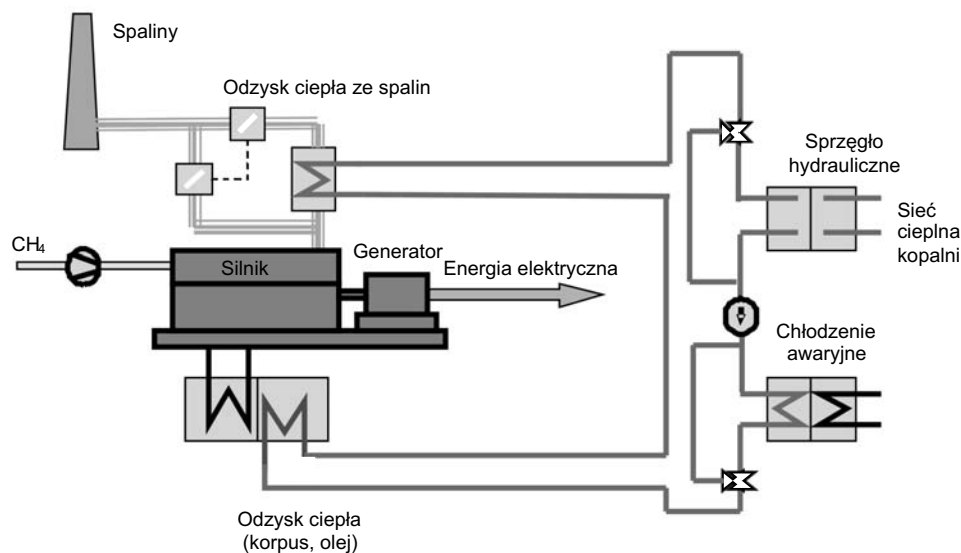 Spaliny
Odzysk ciepła ze spalin
Sprzęgło
hydrauliczne
Sieć
cieplna
kopalni
CH₄
Silnik
Generator
Energia elektryczna
Chłodzenie
awaryjne
Odzysk ciepła
(korpus, olej)